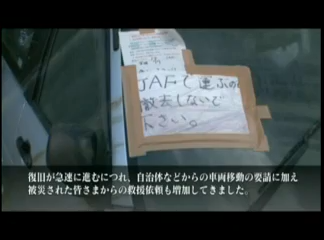 JAFで運ぶの
撤去しないで
下さい。
復旧が急速に進むにつれ、自治体などからの車両移動の要請に加え
被災された皆さまからの救援依頼も増加してきました。